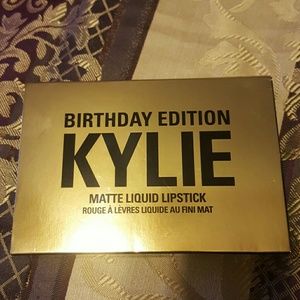 BIRTHDAY EDITION
KYLIE
MATTE LIQUID LIPSTICK
ROUGE À LÈVRES LIQUIDE AU FINI MAT